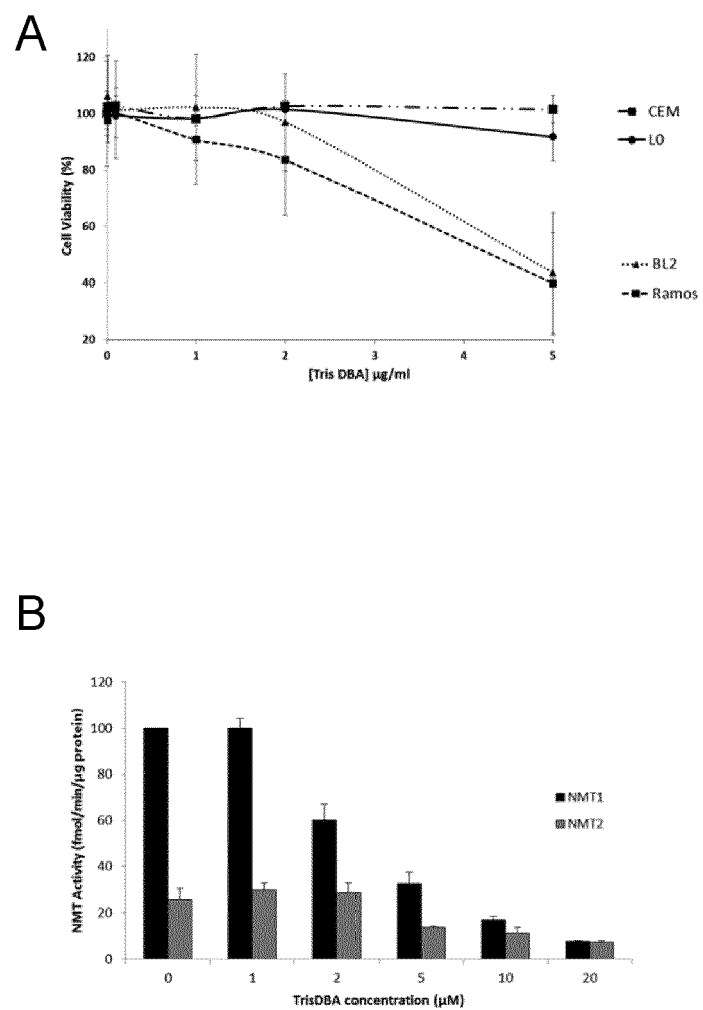 A
120
100
80
60
40
20
Cell Viability (%)
0
1
2
3
4
5
[Tris DBA] µg/ml
CEM
L0
BL2
Ramos
B
120
100
80
60
40
20
0
NMT Activity (fmol/min/µg protein)
0
1
2
5
10
20
TrisDBA concentration (µM)
NMT1
NMT2